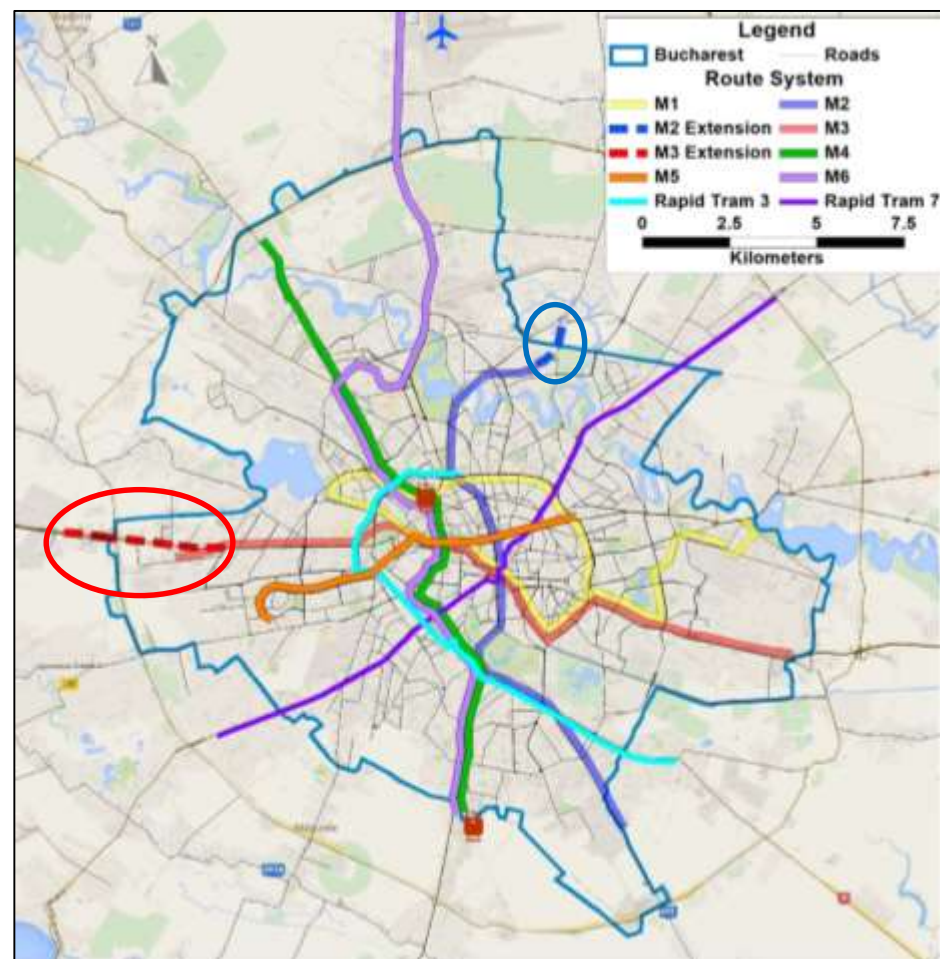 Legend
Bucharest Roads
Route System
M1 M2
M2 Extension M3
M3 Extension M4
M5 M6
Rapid Tram 3 Rapid Tram 7
0 2.5 5 7.5
Kilometers
N